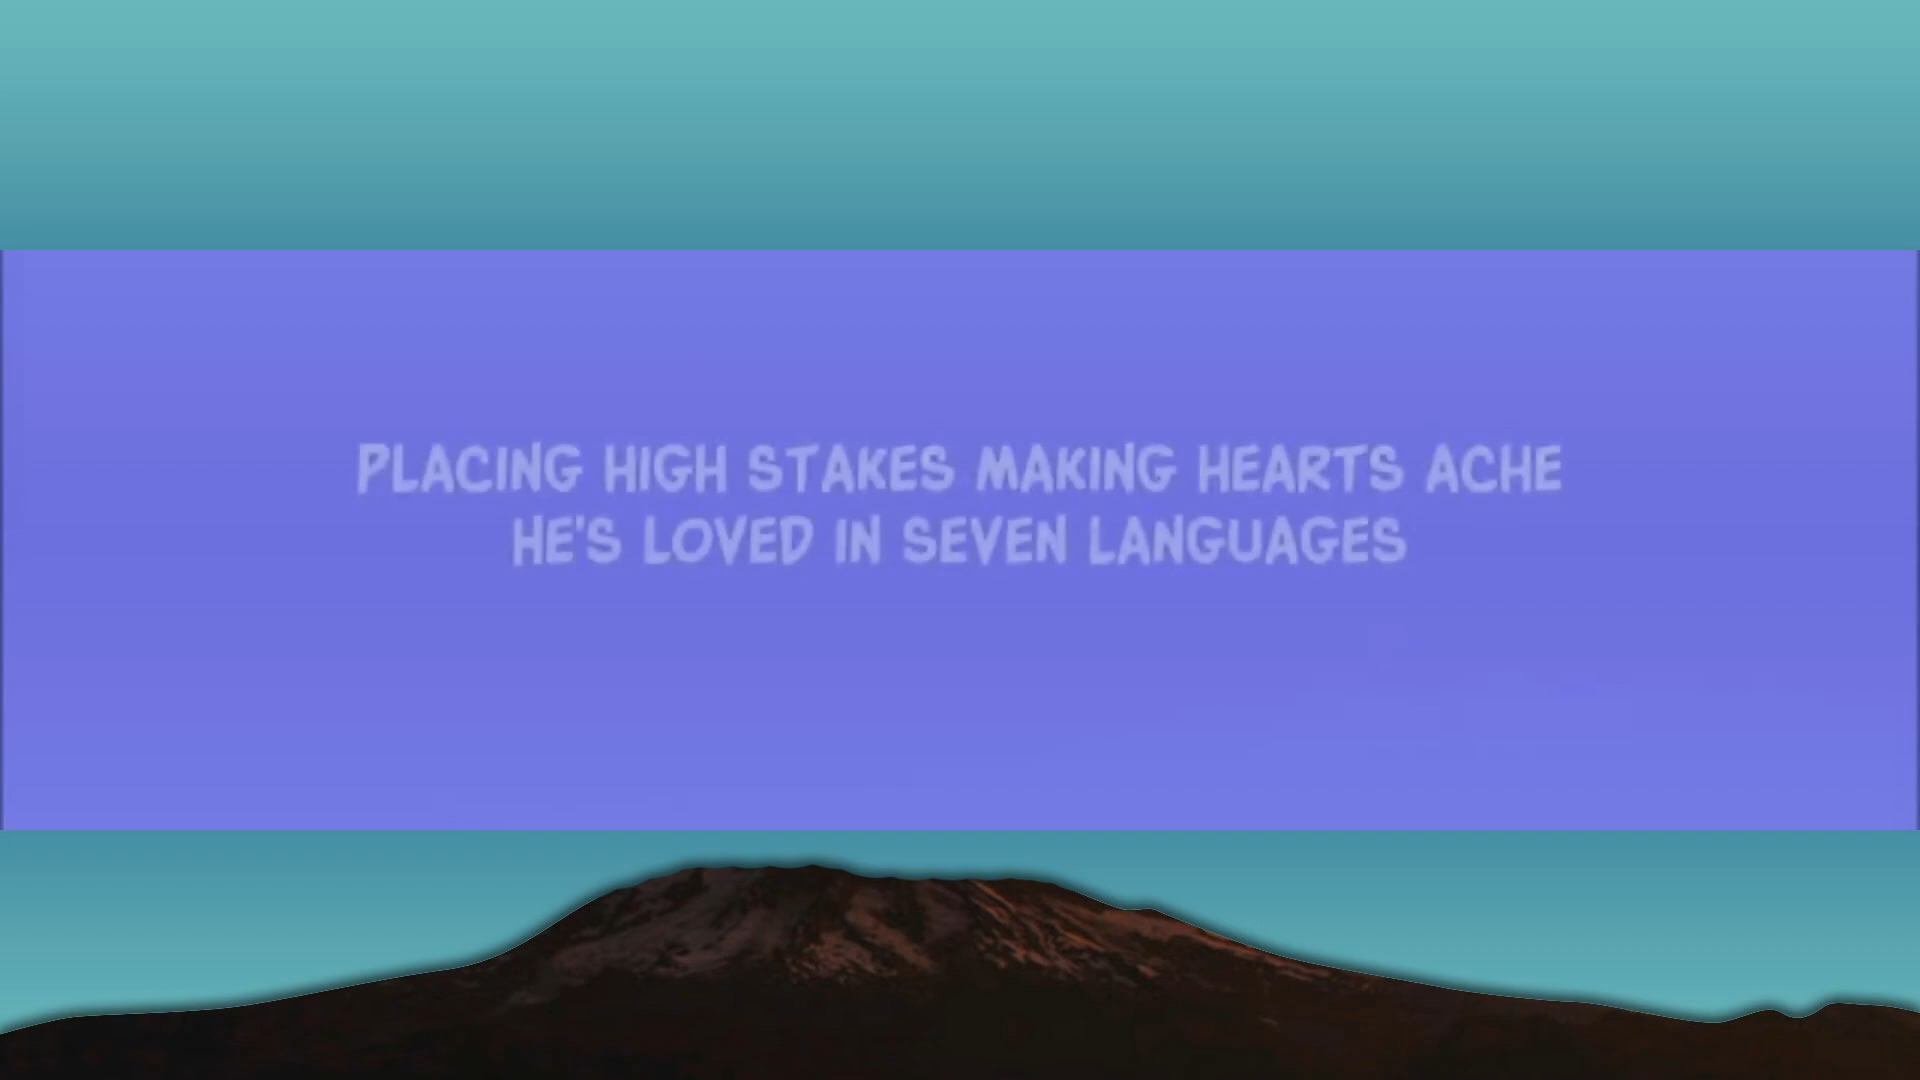 PLACING HIGH STAKES MAKING HEARTS ACHE
HE'S LOVED IN SEVEN LANGUAGES